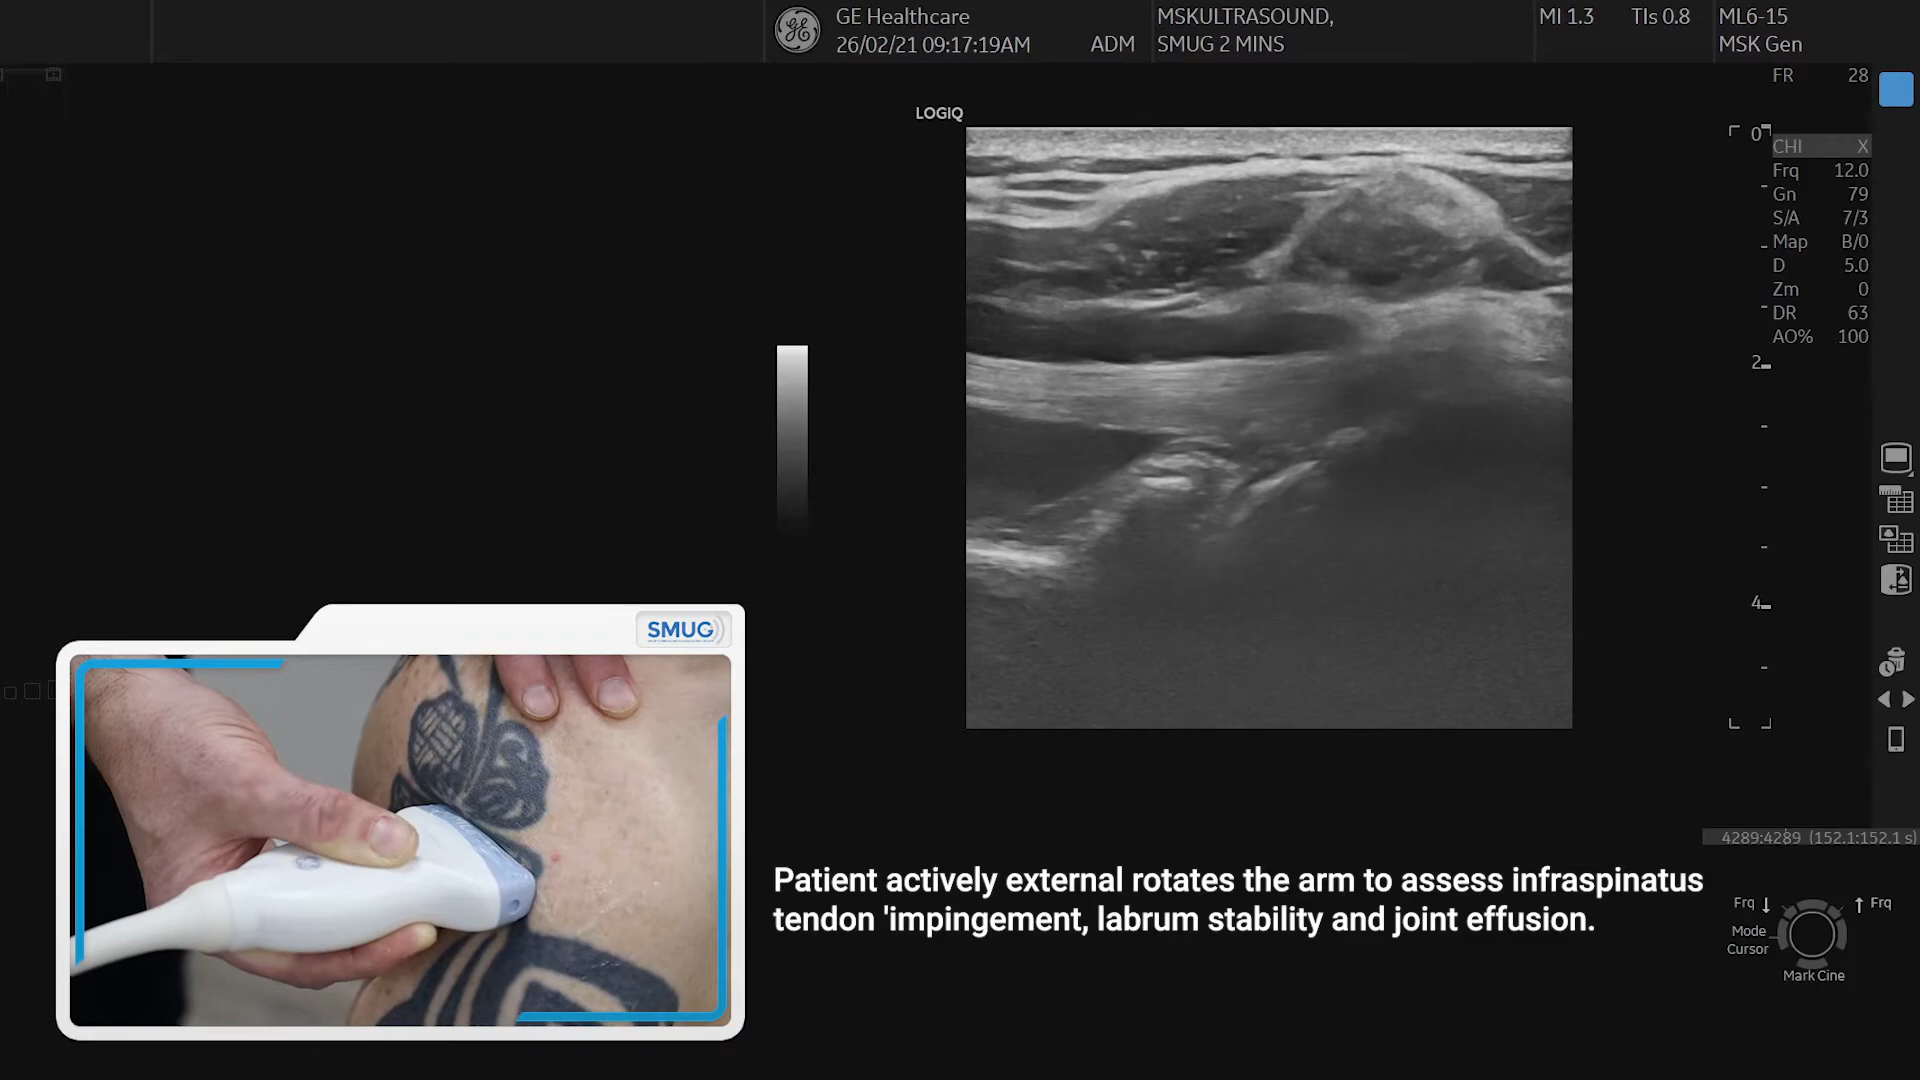 GE Healthcare
26/02/21 09:17:19AM ADM
MSKULTRASOUND,
SMUG 2 MINS
MI 1.3 TIs 0.8
ML6-15
MSK Gen
FR 28
LOGIQ
0
CHI X
Frq 12.0
Gn 79
S/A 7/3
Map B/0
D 5.0
Zm 0
DR 63
AO% 100
2
4
SMUG
4289:4289 (152.1:152.1 s)
Patient actively external rotates the arm to assess infraspinatus
tendon 'impingement, labrum stability and joint effusion.
Frq Frq
Mode
Cursor
Mark Cine